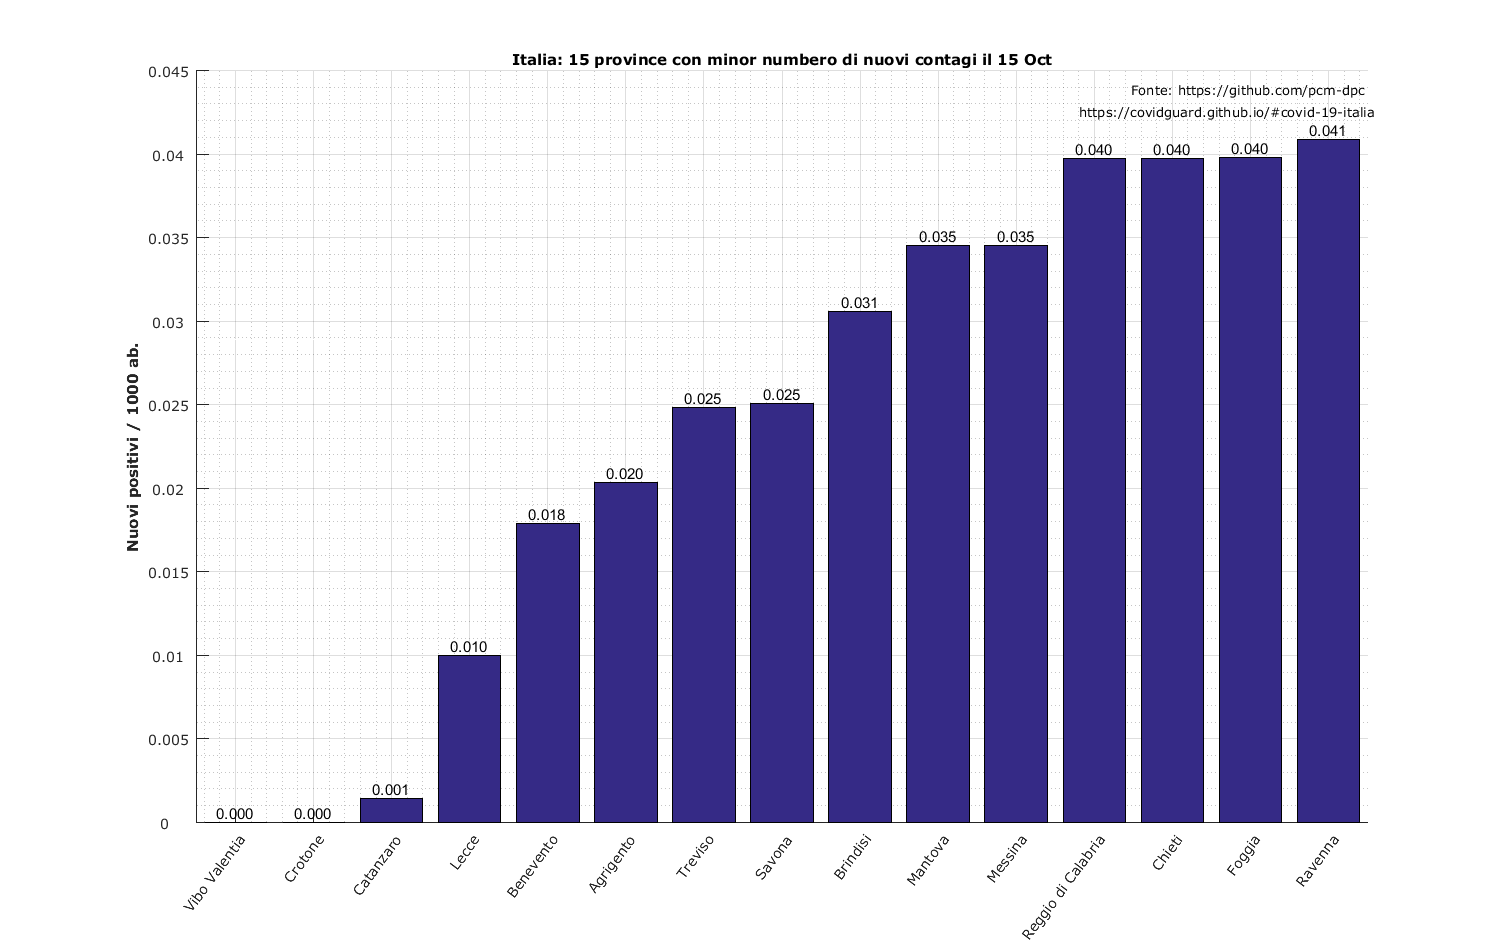 Italia: 15 province con minor numbero di nuovi contagi il 15 Oct
Fonte: https://github.com/pcm-dpc
https://covidguard.github.io/#covid-19-italia
Nuovi positivi / 1000 ab.
0.045
0.04
0.035
0.03
0.025
0.02
0.015
0.01
0.005
0
0.000
0.000
0.001
0.010
0.018
0.020
0.025
0.025
0.031
0.035
0.035
0.040
0.040
0.040
0.041
Vibo Valentia
Crotone
Catanzaro
Lecce
Benevento
Agrigento
Treviso
Savona
Brindisi
Mantova
Messina
Reggio di Calabria
Chieti
Foggia
Ravenna